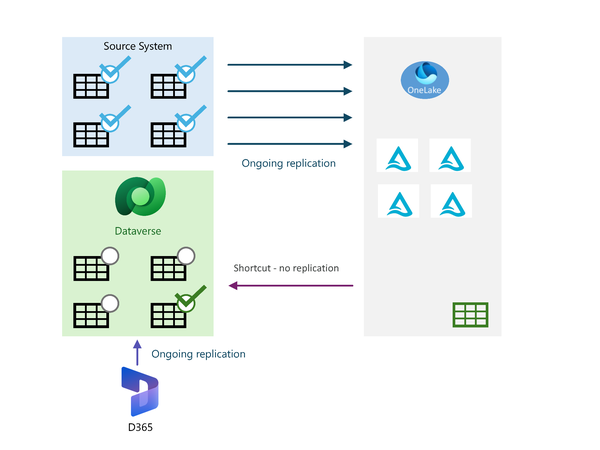 Source System
OneLake
Ongoing replication
Dataverse
Shortcut - no replication
Ongoing replication
D365